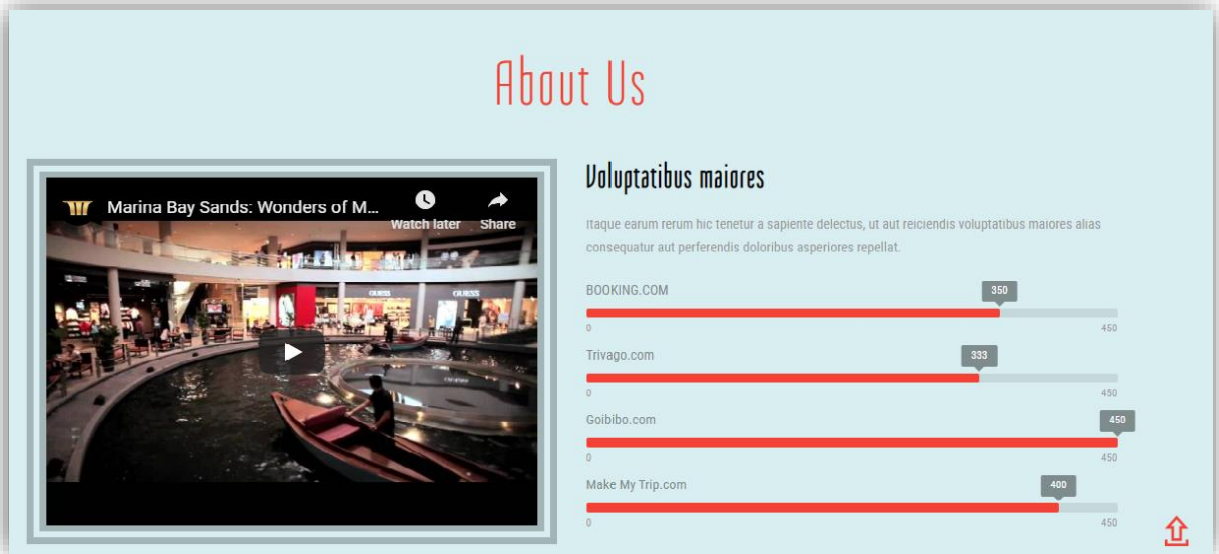 About Us
Marina Bay Sands: Wonders of M...
Watch later
Share
GUESS
GUESS
Voluptatibus maiores
Itaque earum rerum hic tenetur a sapiente delectus, ut aut reiciendis voluptatibus maiores alias
consequatur aut perferendis doloribus asperiores repellat.
BOOKING.COM
350
0
450
Trivago.com
333
0
450
Goibibo.com
450
0
450
Make My Trip.com
400
0
450